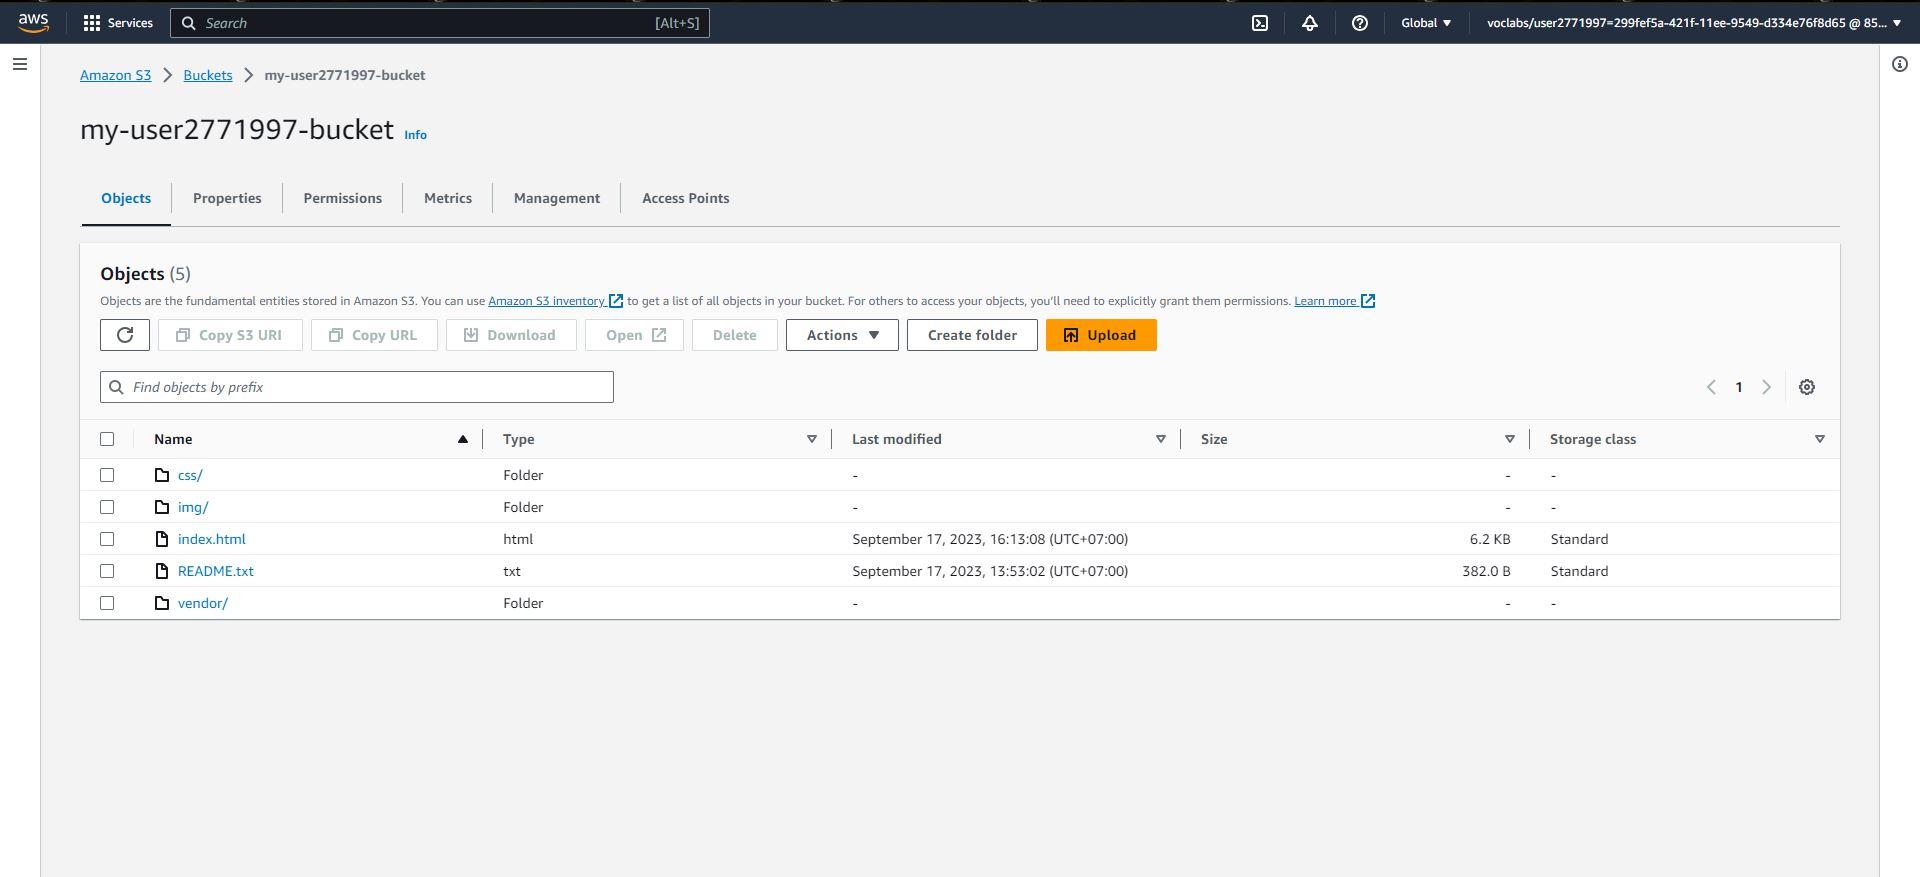 aws Services Search [Alt+S] Global voclabs/user2771997=299fef5a-421f-11ee-9549-d334e76f8d65 @ 85...
Amazon S3 Buckets my-user2771997-bucket
my-user2771997-bucket Info
Objects Properties Permissions Metrics Management Access Points
Objects (5)
Objects are the fundamental entities stored in Amazon S3. You can use Amazon S3 inventory to get a list of all objects in your bucket. For others to access your objects, you'll need to explicitly grant them permissions. Learn more
Copy S3 URI Copy URL Download Open Delete Actions Create folder Upload
Find objects by prefix 1
Name Type Last modified Size Storage class
css/ Folder - - -
img/ Folder - - -
index.html html September 17, 2023, 16:13:08 (UTC+07:00) 6.2 KB Standard
README.txt txt September 17, 2023, 13:53:02 (UTC+07:00) 382.0 B Standard
vendor/ Folder - - -